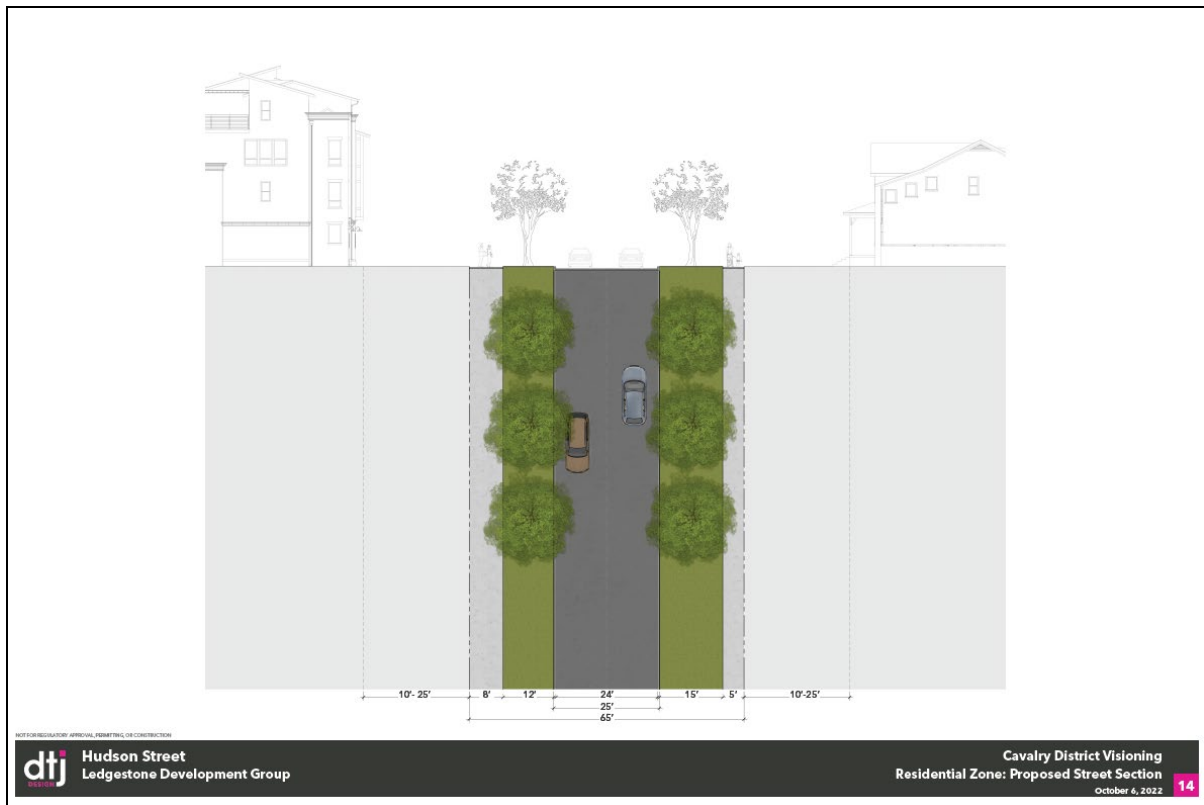 10'- 25' 8' 12' 24' 15' 5' 10'-25'
25'
65'
NOT FOR REGULATORY APPROVAL, PERMITTING, OR CONSTRUCTION
dtj
DESIGN
Hudson Street
Ledgestone Development Group
Cavalry District Visioning
Residential Zone: Proposed Street Section
October 6, 2022
14